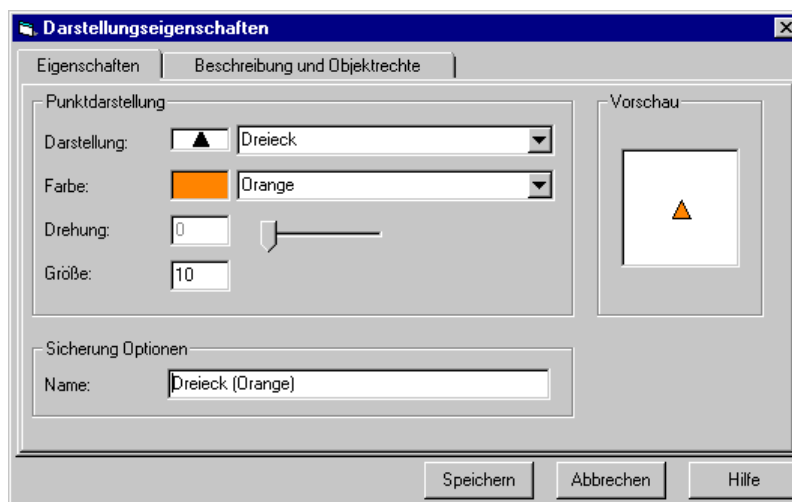 Darstellungseigenschaften
Eigenschaften
Beschreibung und Objektrechte
Punktdarstellung
Darstellung:
Dreieck
Farbe:
Orange
Drehung:
0
Größe:
10
Vorschau
Sicherung Optionen
Name:
Dreieck (Orange)
Speichern
Abbrechen
Hilfe